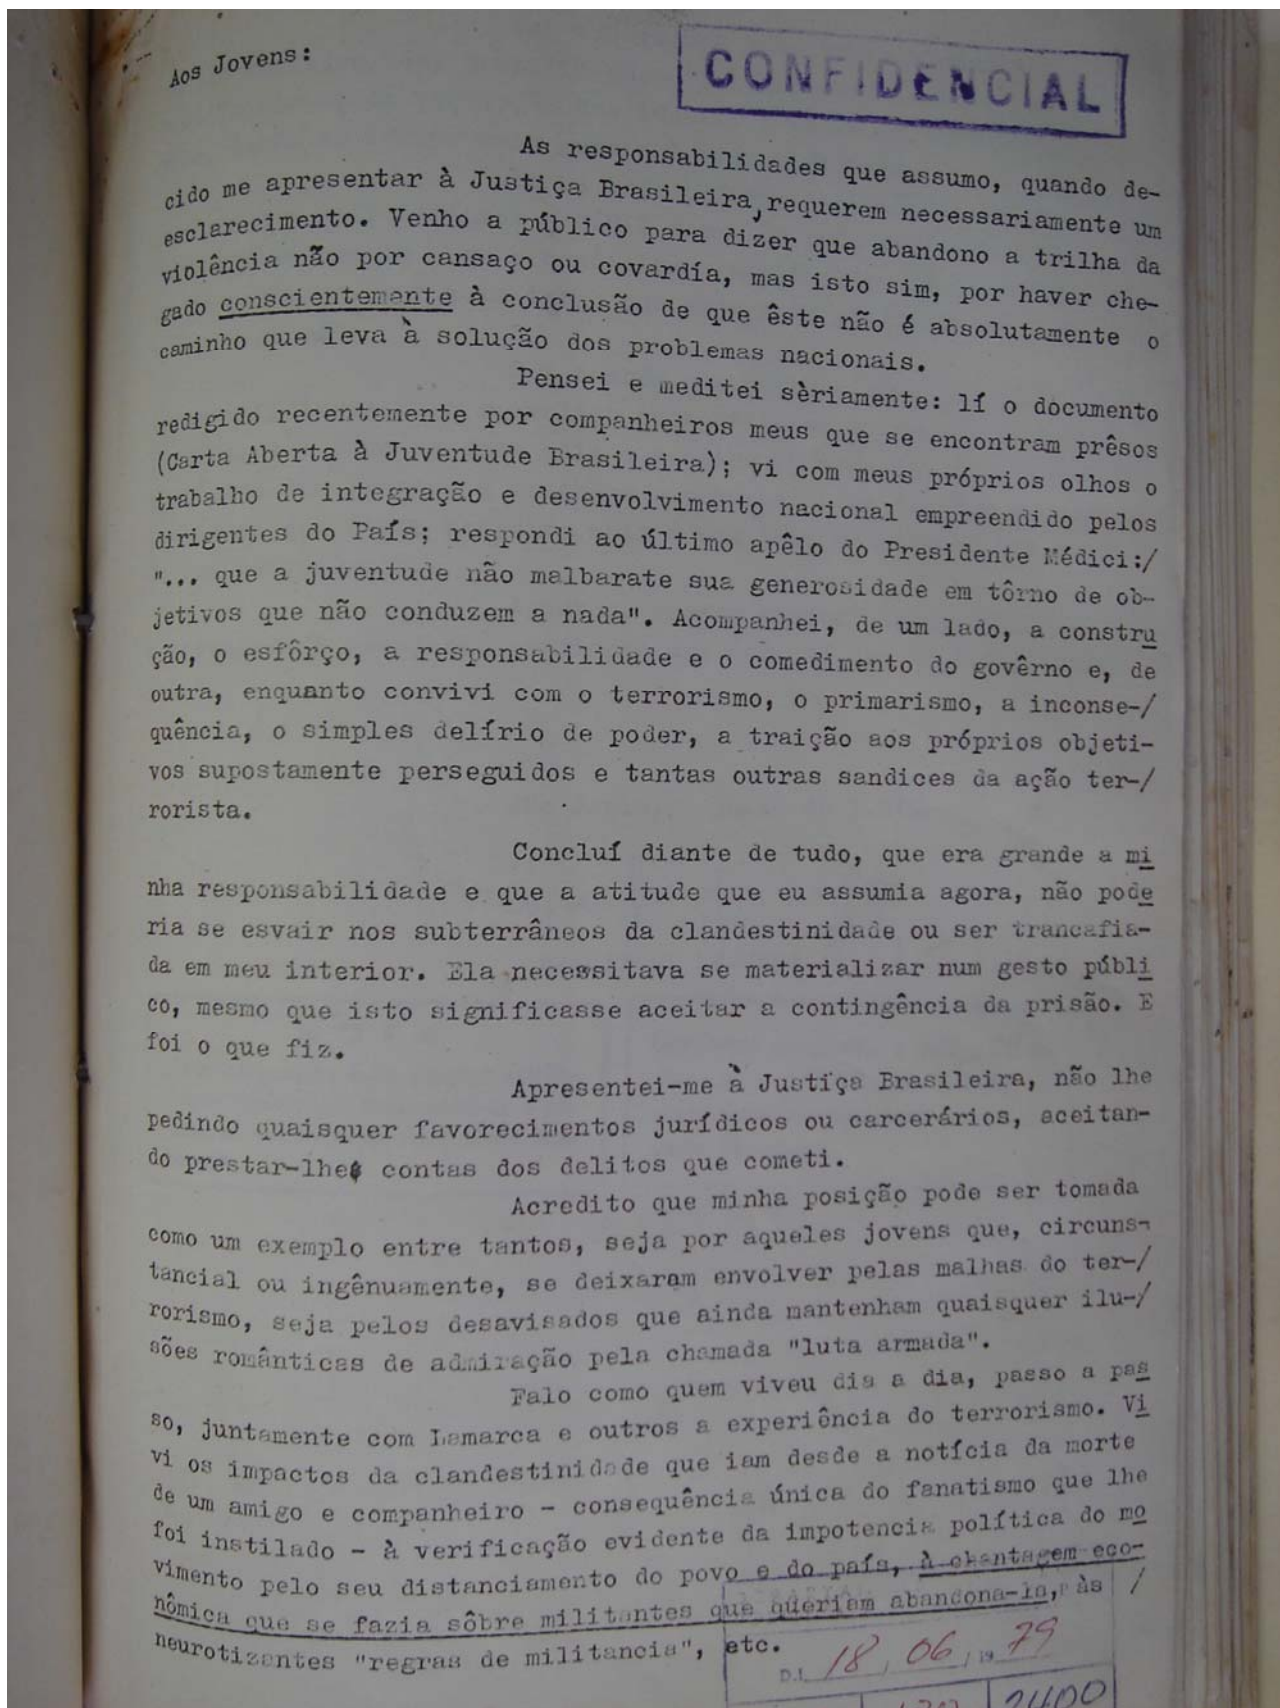 Aos Jovens:
CONFIDENCIAL
As responsabilidades que assumo, quando de-
cido me apresentar à Justiça Brasileira, requerem necessariamente um
esclarecimento. Venho a público para dizer que abandono a trilha da
violência não por cansaço ou covardía, mas isto sim, por haver che-
gado conscientemente à conclusão de que êste não é absolutamente o
caminho que leva à solução dos problemas nacionais.
Pensei e meditei sèriamente: lí o documento
redigido recentemente por companheiros meus que se encontram prêsos
(Carta Aberta à Juventude Brasileira); vi com meus próprios olhos o
trabalho de integração e desenvolvimento nacional empreendido pelos
dirigentes do País; respondi ao último apêlo do Presidente Médici:/
"... que a juventude não malbarate sua generosidade em tôrno de ob-
jetivos que não conduzem a nada". Acompanhei, de um lado, a constru
ção, o esfôrço, a responsabilidade e o comedimento do govêrno e, de
outra, enquanto convivi com o terrorismo, o primarismo, a inconse-/
quência, o simples delírio de poder, a traição aos próprios objeti-
vos supostamente perseguidos e tantas outras sandices da ação ter-/
rorista.
Concluí diante de tudo, que era grande a mi
nha responsabilidade e que a atitude que eu assumia agora, não pode
ria se esvair nos subterrâneos da clandestinidade ou ser trancafia-
da em meu interior. Ela necessitava se materializar num gesto públi
co, mesmo que isto significasse aceitar a contingência da prisão. E
foi o que fiz.
Apresentei-me à Justiça Brasileira, não lhe
pedindo quaisquer favorecimentos jurídicos ou carcerários, aceitan-
do prestar-lhe contas dos delitos que cometi.
Acredito que minha posição pode ser tomada
como um exemplo entre tantos, seja por aqueles jovens que, circuns-
tancial ou ingênuamente, se deixaram envolver pelas malhas do ter-/
rorismo, seja pelos desavisados que ainda mantenham quaisquer ilu-/
sões românticas de admiração pela chamada "luta armada".
Falo como quem viveu dia a dia, passo a pas
so, juntamente com Lamarca e outros a experiência do terrorismo. Vi
vi os impactos da clandestinidade que iam desde a notícia da morte
de um amigo e companheiro - consequência única do fanatismo que lhe
foi instilado - à verificação evidente da impotencia política do mo
vimento pelo seu distanciamento do povo e do país, à chantagem eco-
nômica que se fazia sôbre militantes que queriam abandona-la, às /
neurotizantes "regras de militancia", etc.
D.I. 18, 06, 19 79
2400